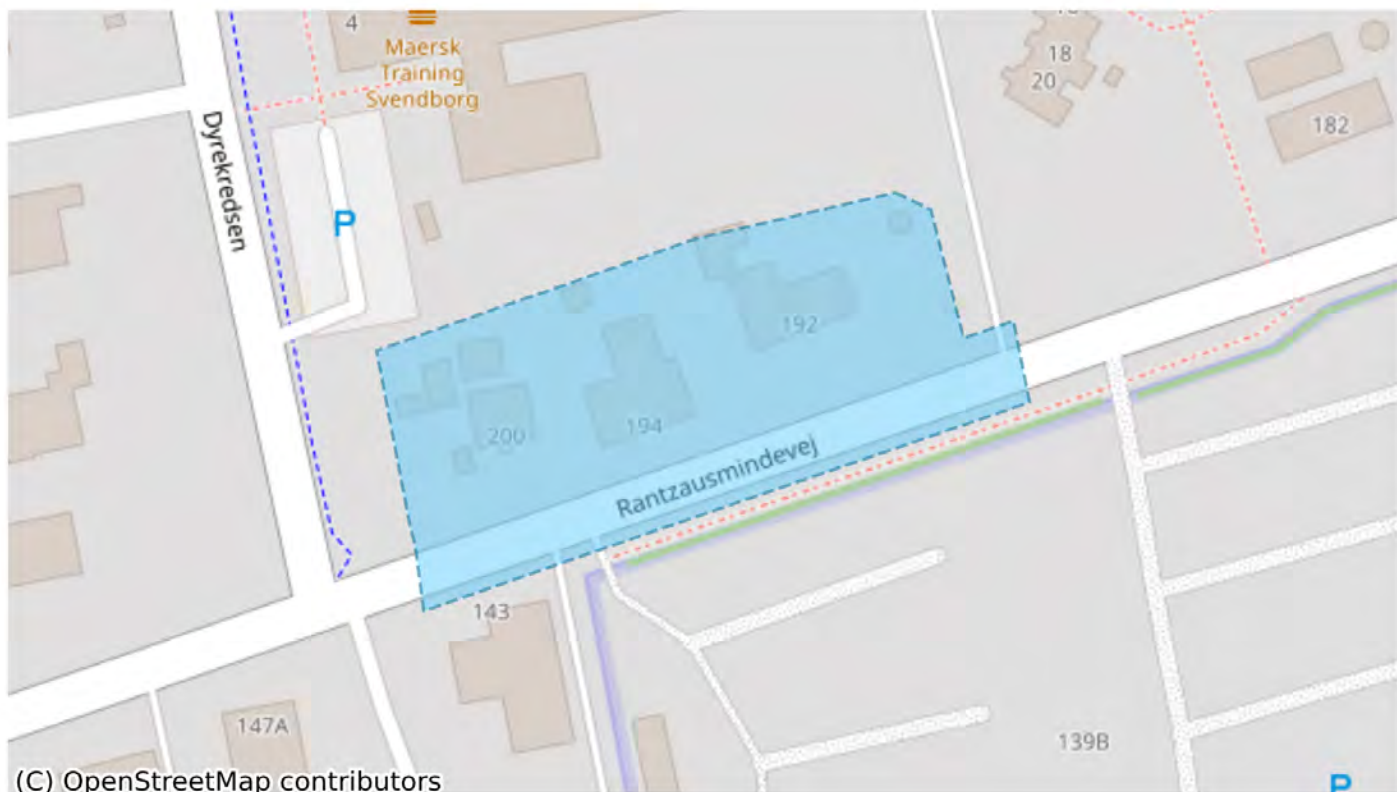 4
Maersk
Training
Svendborg
18
20
182
Dyrekredsen
P
192
200
194
Rantzausmindevej
143
147A
139B
P
(C) OpenStreetMap contributors